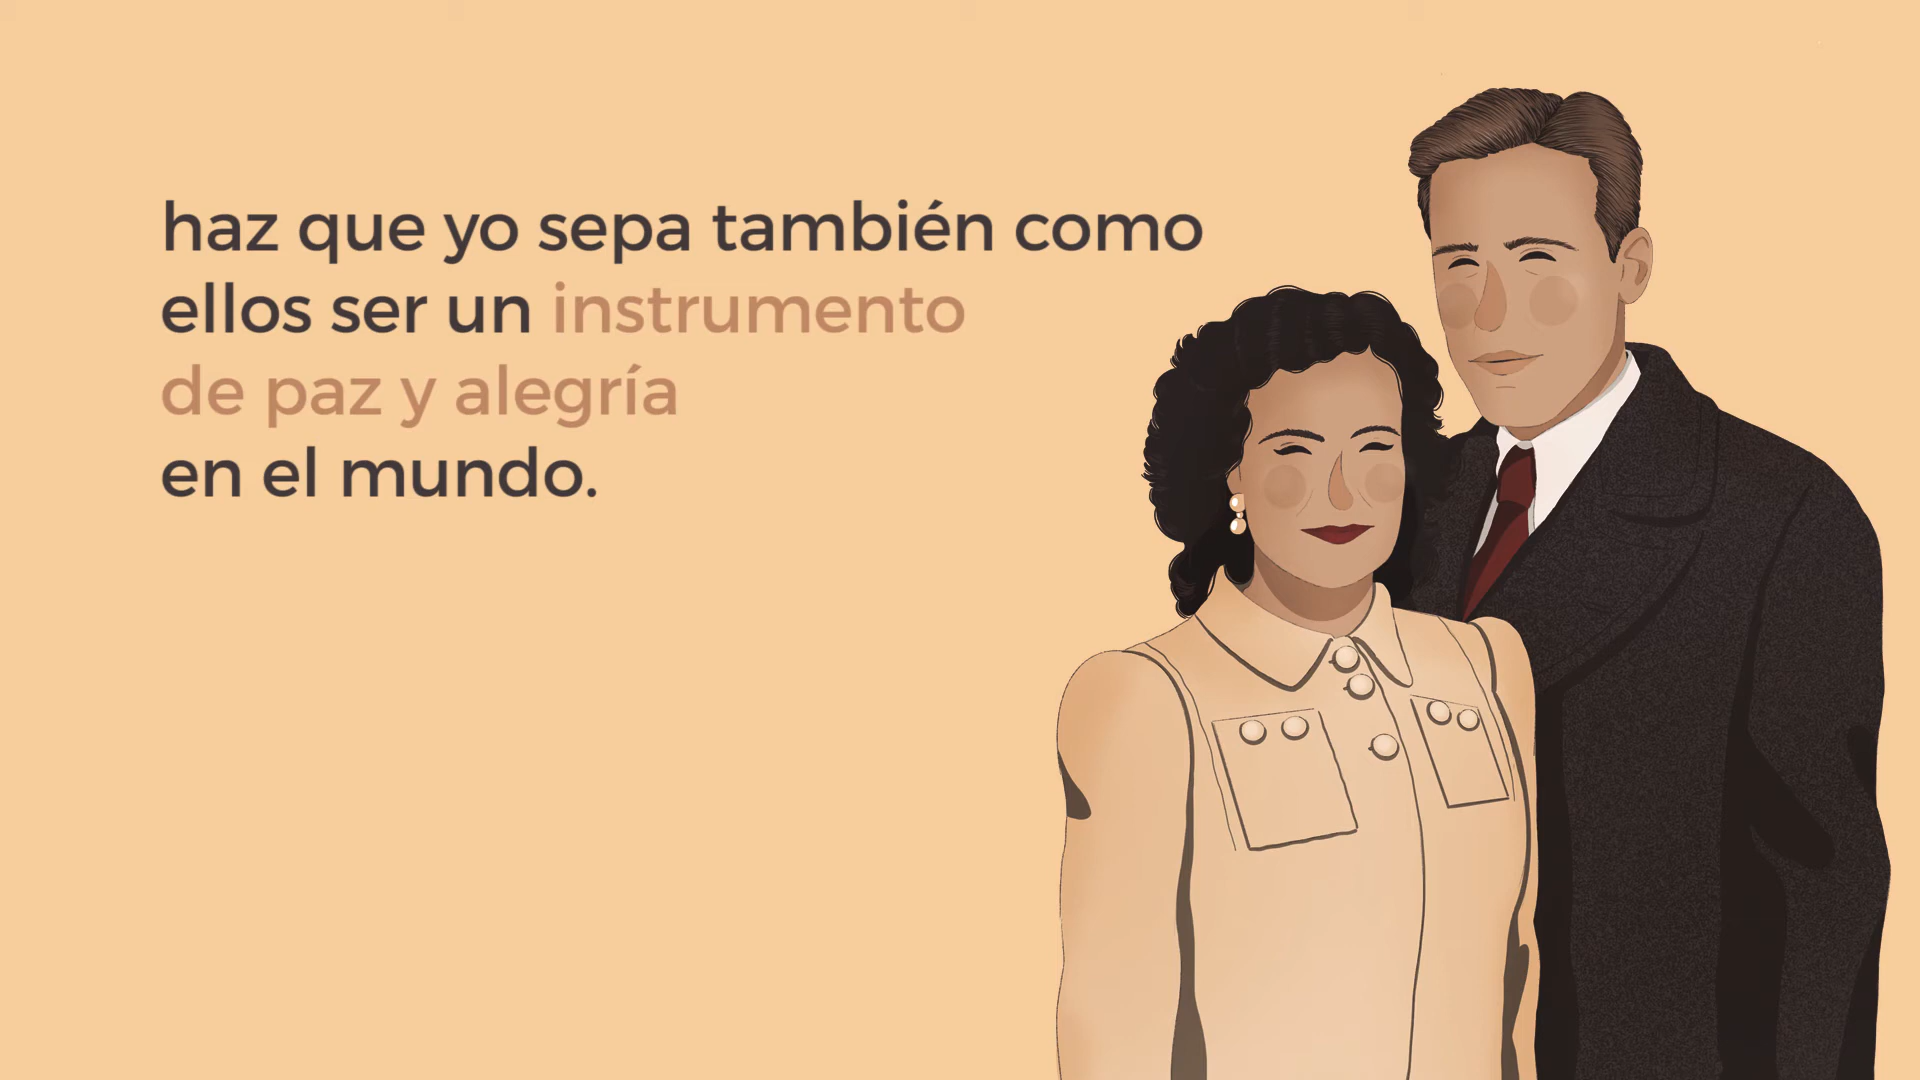 haz que yo sepa también como
ellos ser un instrumento
de paz y alegría
en el mundo.